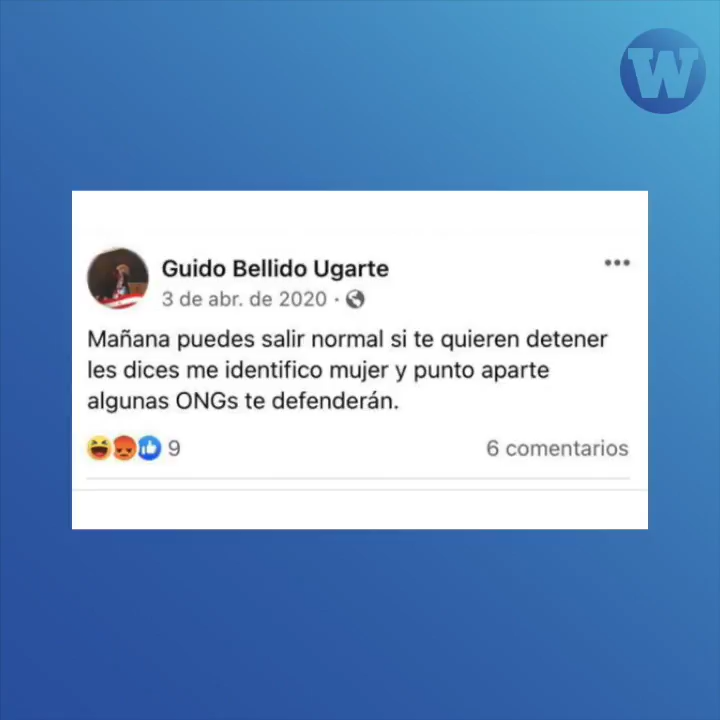 W
Guido Bellido Ugarte
3 de abr. de 2020 ·
Mañana puedes salir normal si te quieren detener
les dices me identifico mujer y punto aparte
algunas ONGs te defenderán.
9 6 comentarios